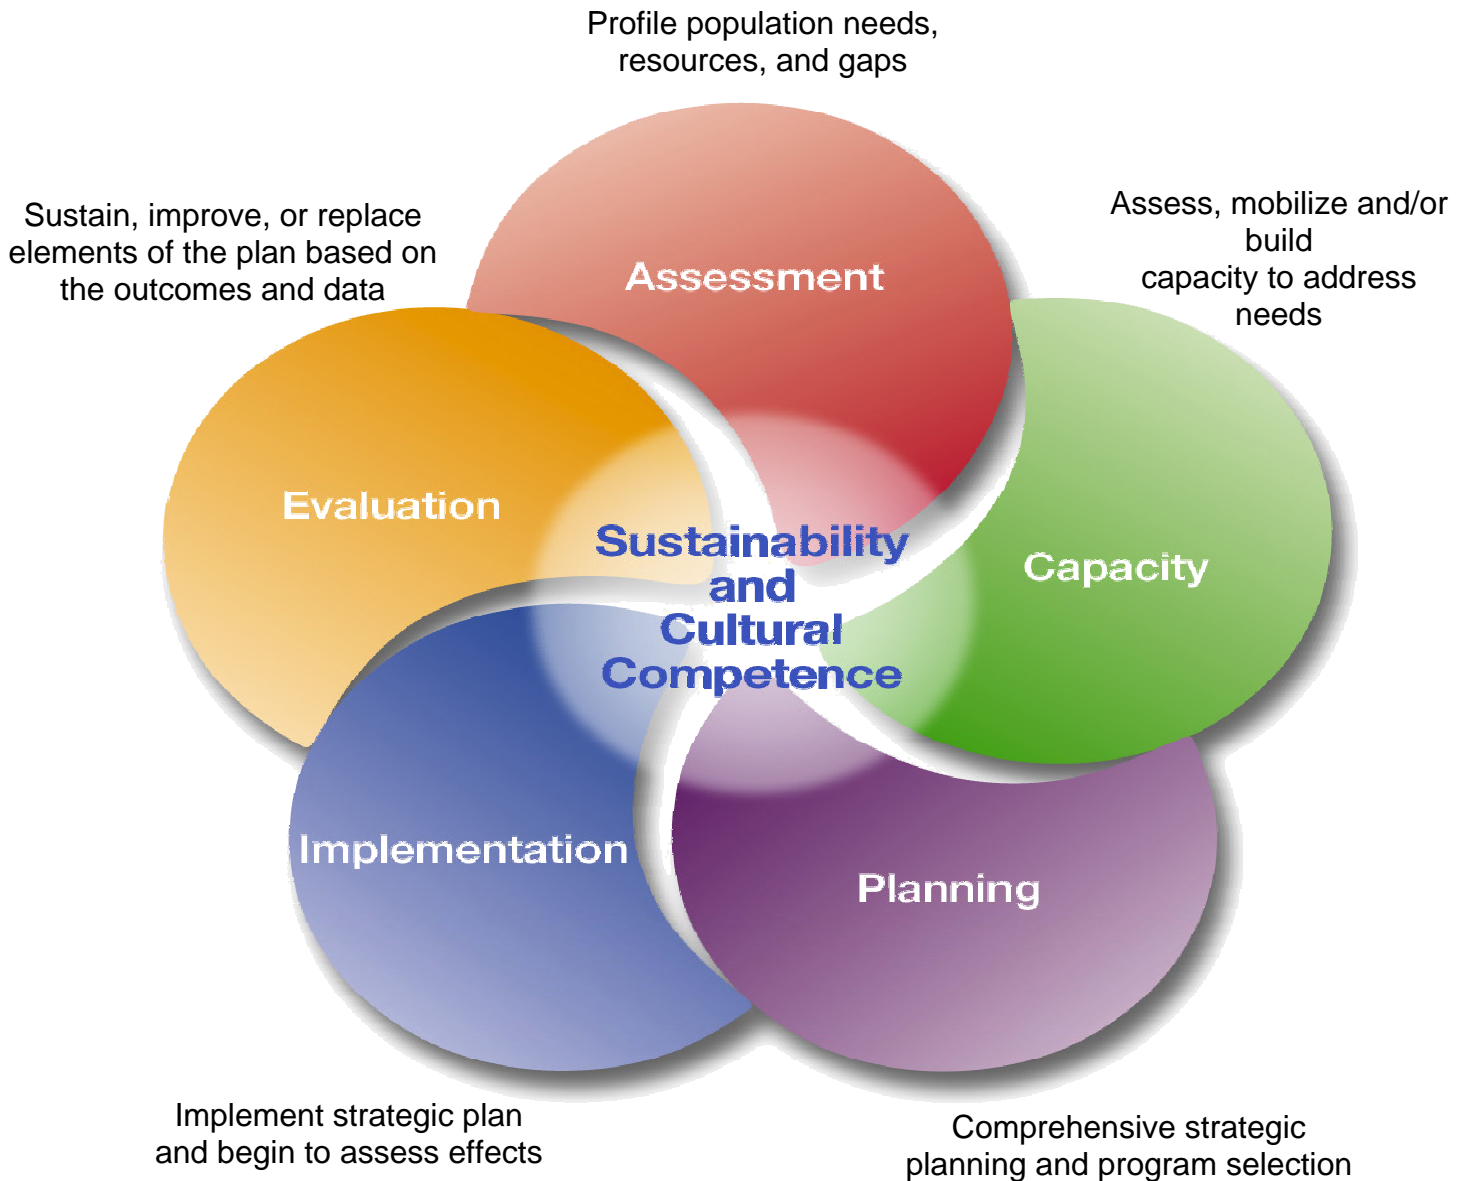 Profile population needs,
resources, and gaps
Sustain, improve, or replace
elements of the plan based on
the outcomes and data
Assess, mobilize and/or
build
capacity to address
needs
Assessment
Evaluation
Capacity
Sustainability
and
Cultural
Competence
Implementation
Planning
Implement strategic plan
and begin to assess effects
Comprehensive strategic
planning and program selection